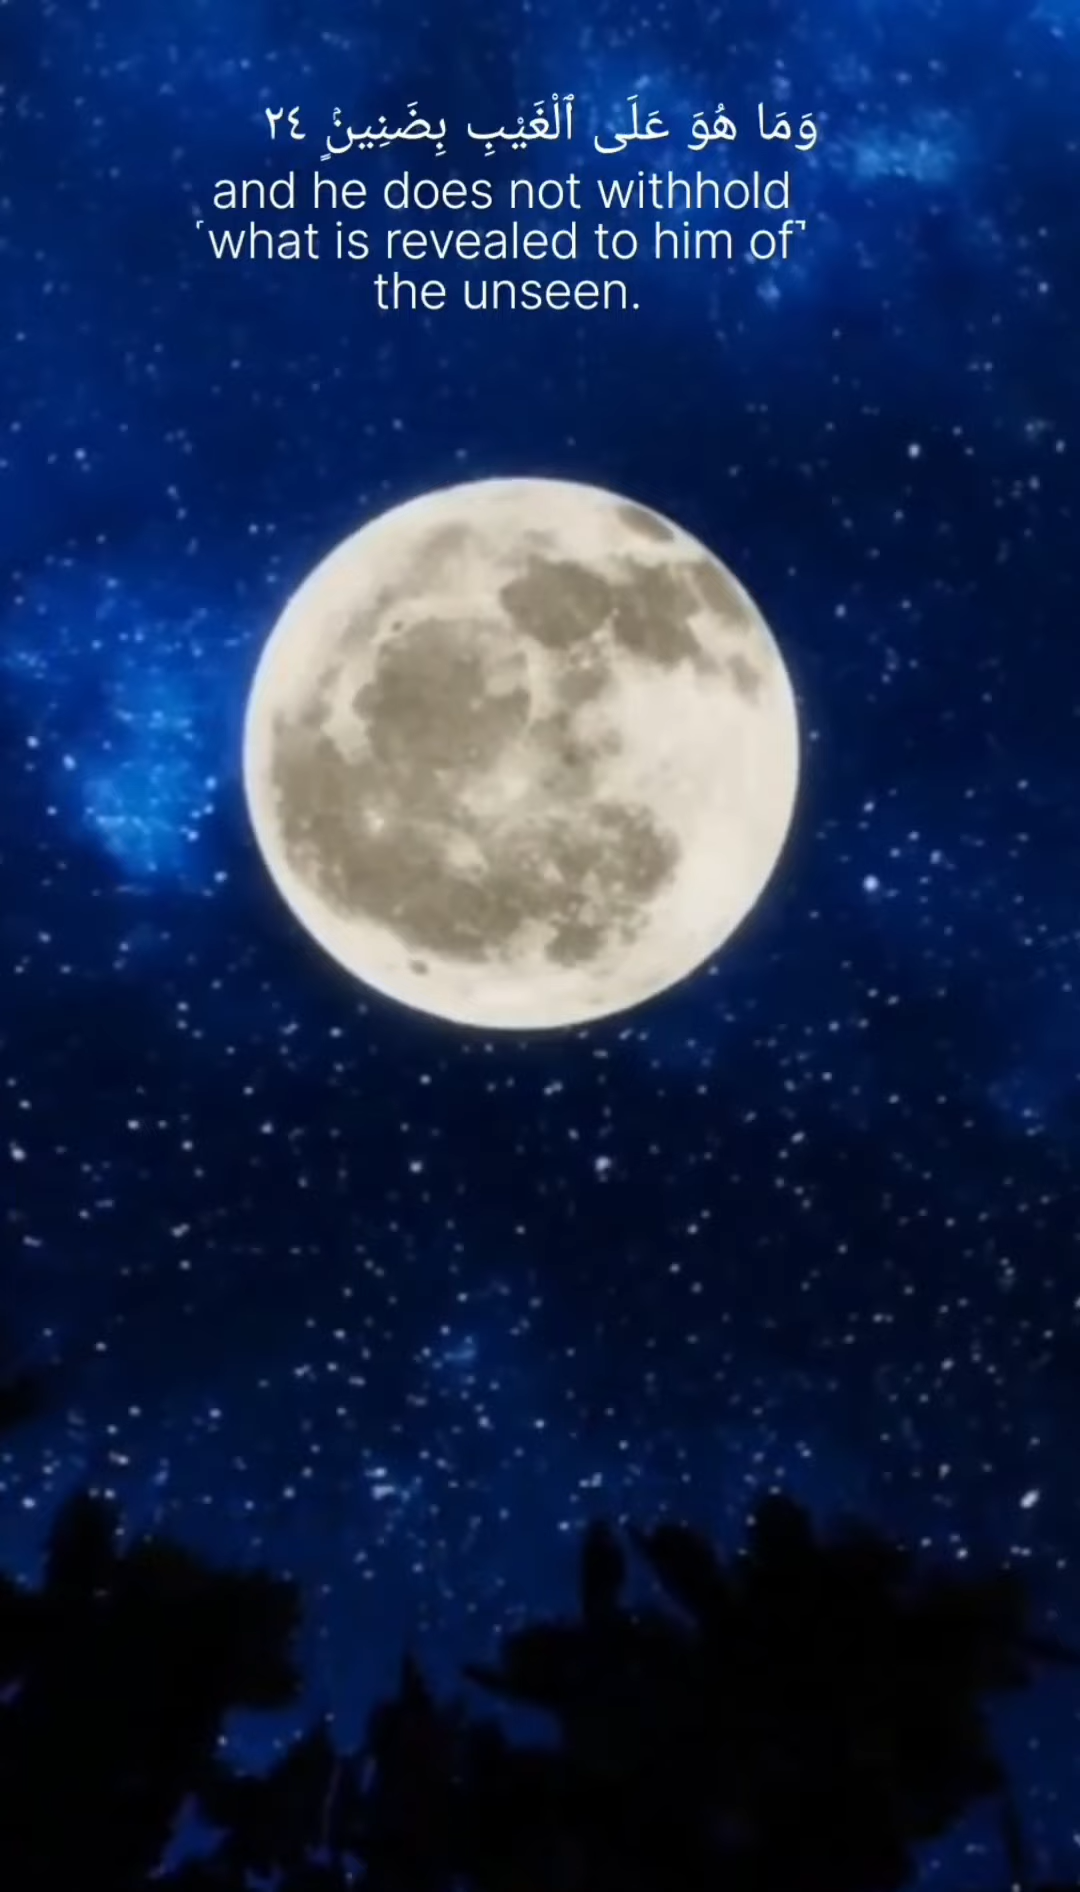 وَمَا هُوَ عَلَى ٱلْغَيْبِ بِضَنِينٍۢ ٢٤
and he does not withhold
˹what is revealed to him of˺
the unseen.